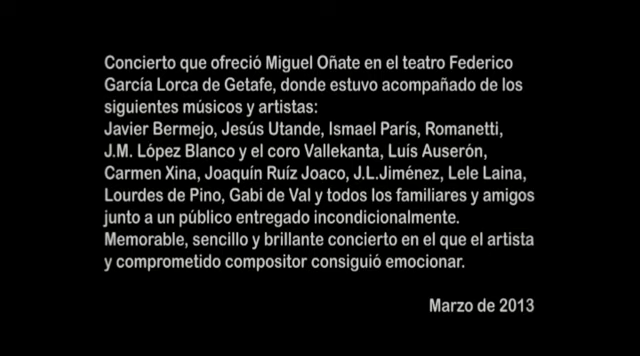 Concierto que ofreció Miguel Oñate en el teatro Federico
García Lorca de Getafe, donde estuvo acompañado de los
siguientes músicos y artistas:
Javier Bermejo, Jesús Utande, Ismael París, Romanetti,
J.M. López Blanco y el coro Vallekanta, Luís Auserón,
Carmen Xina, Joaquín Ruíz Joaco, J.L.Jiménez, Lele Laina,
Lourdes de Pino, Gabi de Val y todos los familiares y amigos
junto a un público entregado incondicionalmente.
Memorable, sencillo y brillante concierto en el que el artista
y comprometido compositor consiguió emocionar.
Marzo de 2013